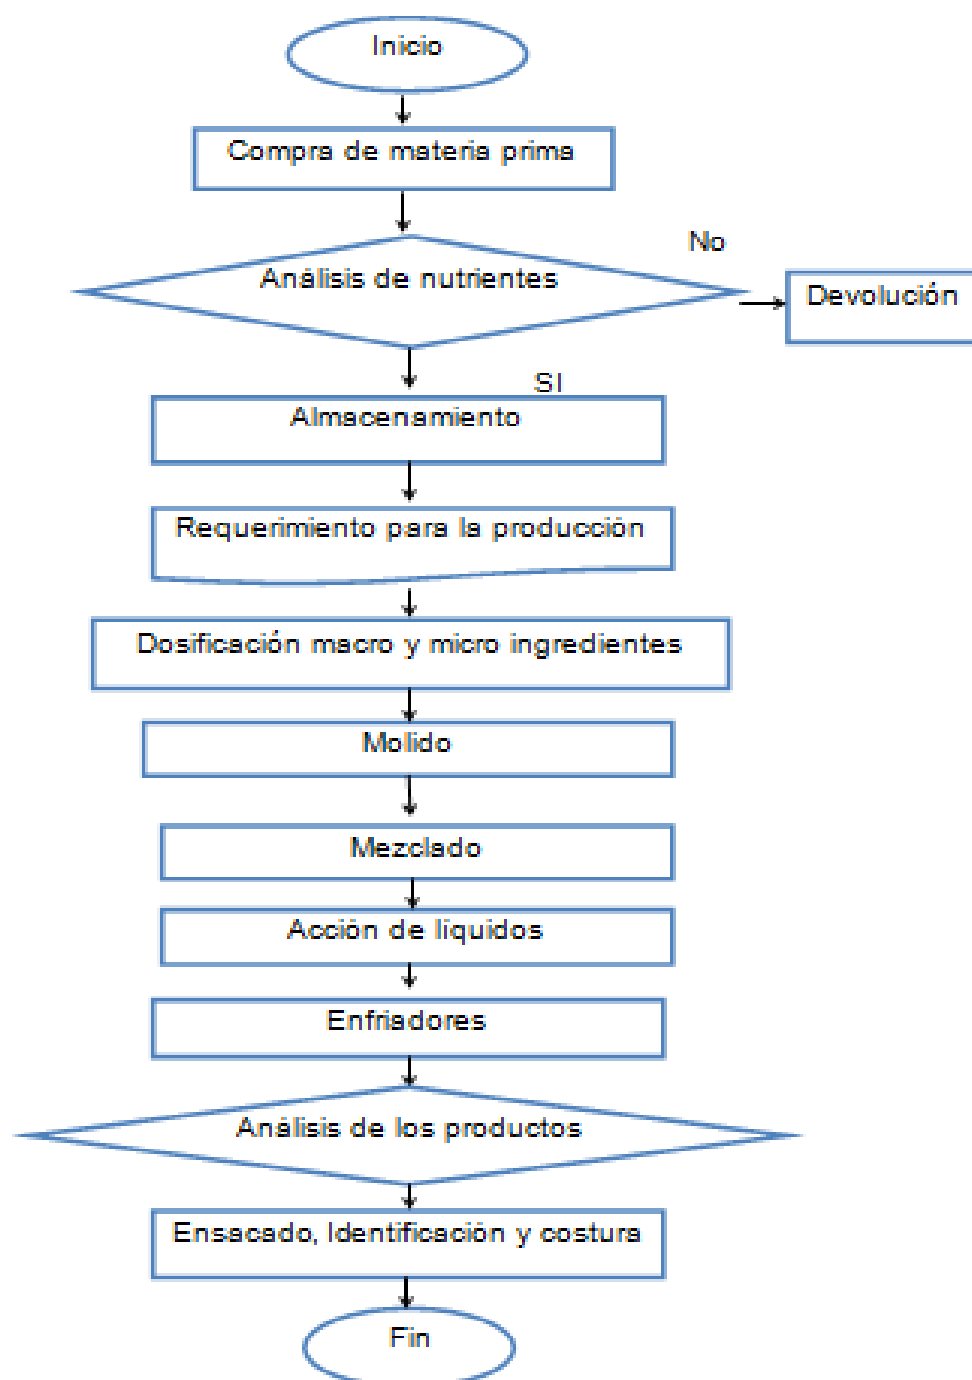 Inicio
Compra de materia prima
No
Análisis de nutrientes
Devolución
SI
Almacenamiento
Requerimiento para la producción
Dosificación macro y micro ingredientes
Molido
Mezclado
Acción de líquidos
Enfriadores
Análisis de los productos
Ensacado, Identificación y costura
Fin